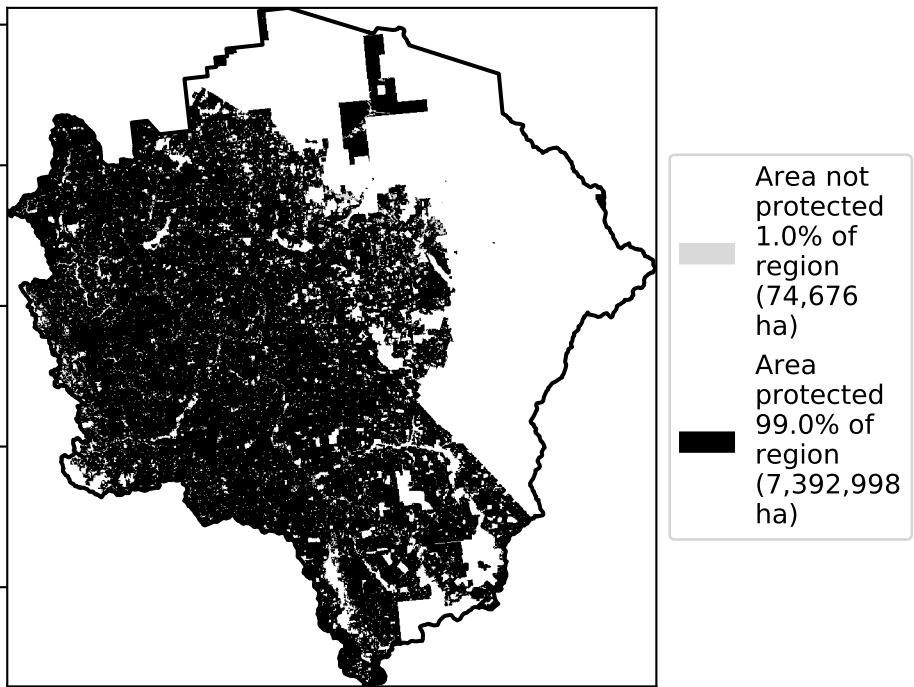 Area not
protected
1.0% of
region
(74,676
ha)
Area
protected
99.0% of
region
(7,392,998
ha)